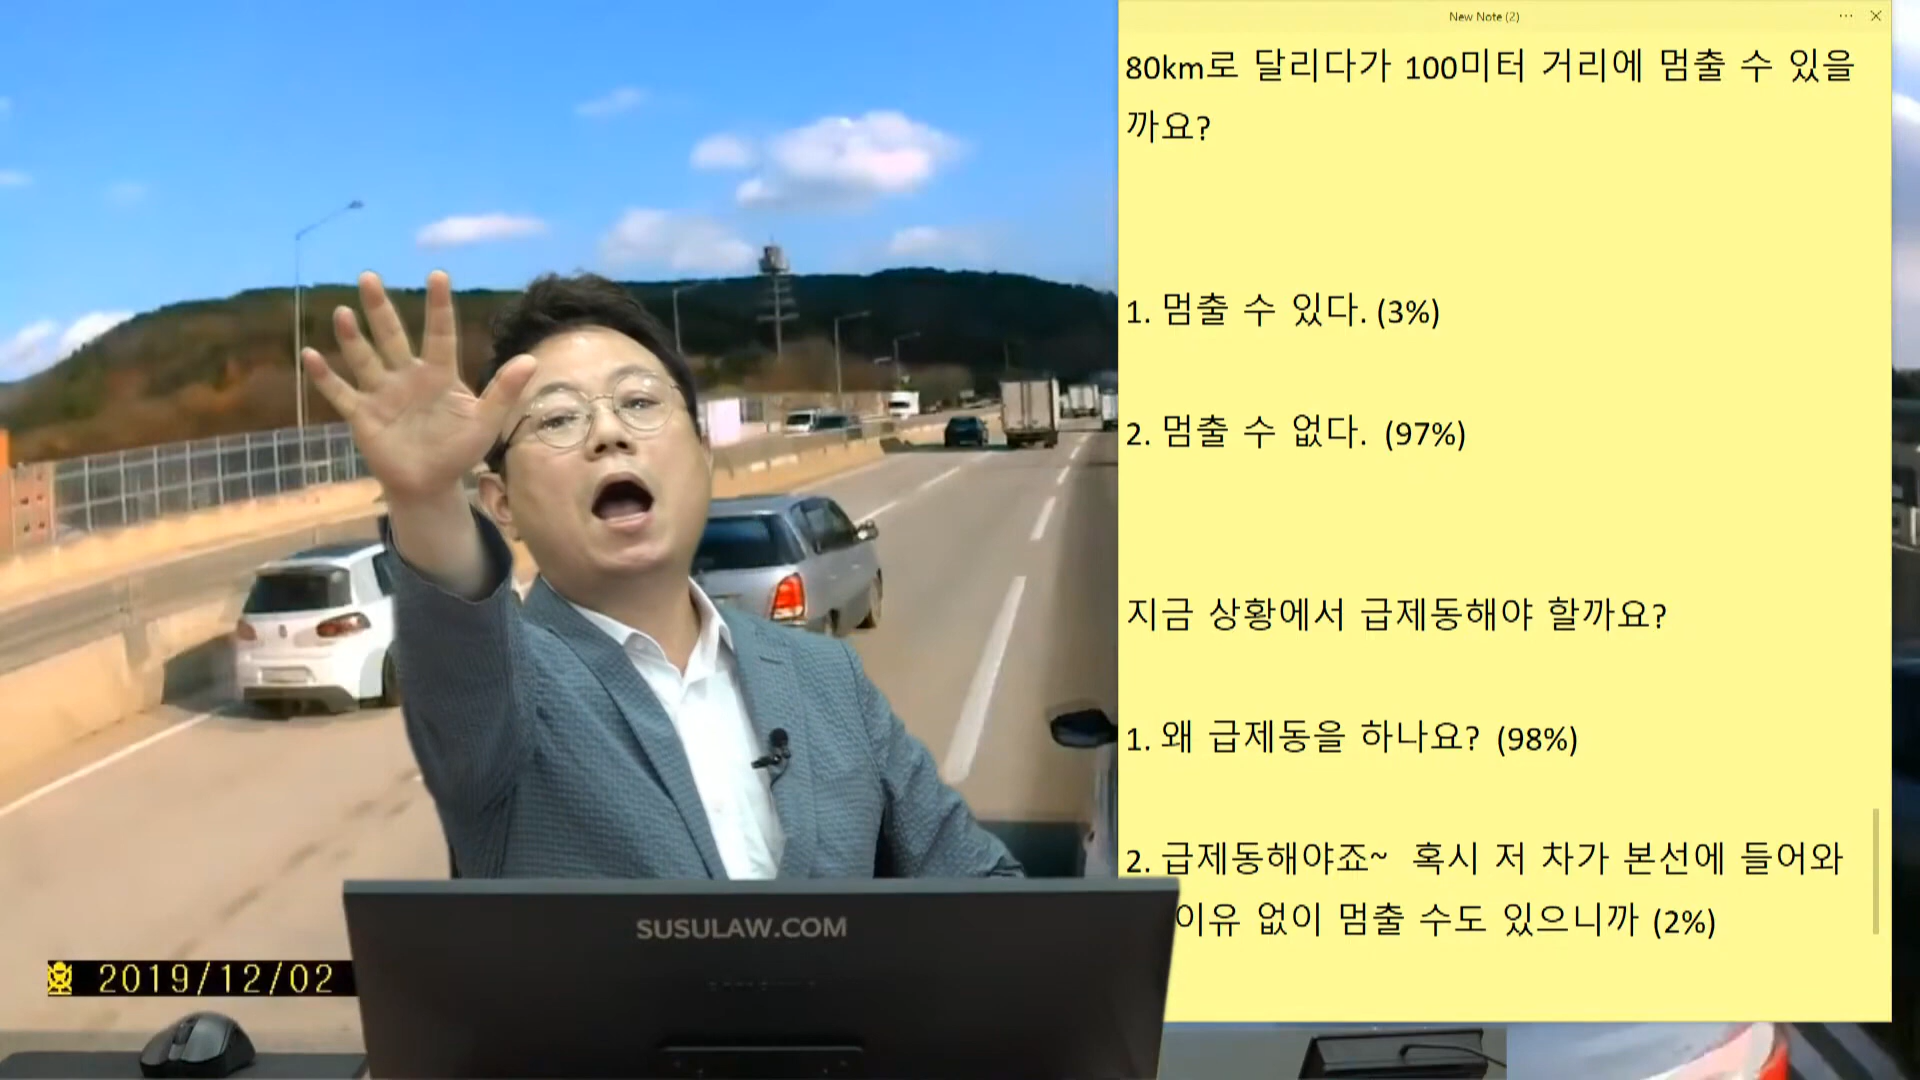 New Note (2)
80km로 달리다가 100미터 거리에 멈출 수 있을
까요?
1. 멈출 수 있다. (3%)
2. 멈출 수 없다. (97%)
지금 상황에서 급제동해야 할까요?
1. 왜 급제동을 하나요? (98%)
2. 급제동해야죠~ 혹시 저 차가 본선에 들어와
이유 없이 멈출 수도 있으니까 (2%)
SUSULAW.COM
2019/12/02